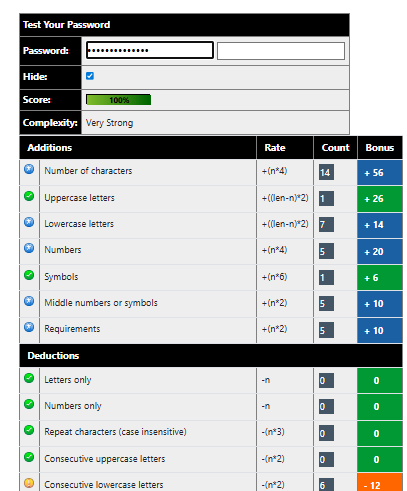 Test Your Password
Password: ••••••••••••••
Hide:
Score: 100%
Complexity: Very Strong
Additions Rate Count Bonus
Number of characters +(n*4) 14 + 56
Uppercase letters +((len-n)*2) 1 + 26
Lowercase letters +((len-n)*2) 7 + 14
Numbers +(n*4) 5 + 20
Symbols +(n*6) 1 + 6
Middle numbers or symbols +(n*2) 5 + 10
Requirements +(n*2) 5 + 10
Deductions
Letters only -n 0 0
Numbers only -n 0 0
Repeat characters (case insensitive) -(n*3) 0 0
Consecutive uppercase letters -(n*2) 0 0
Consecutive lowercase letters -(n*2) 6 - 12